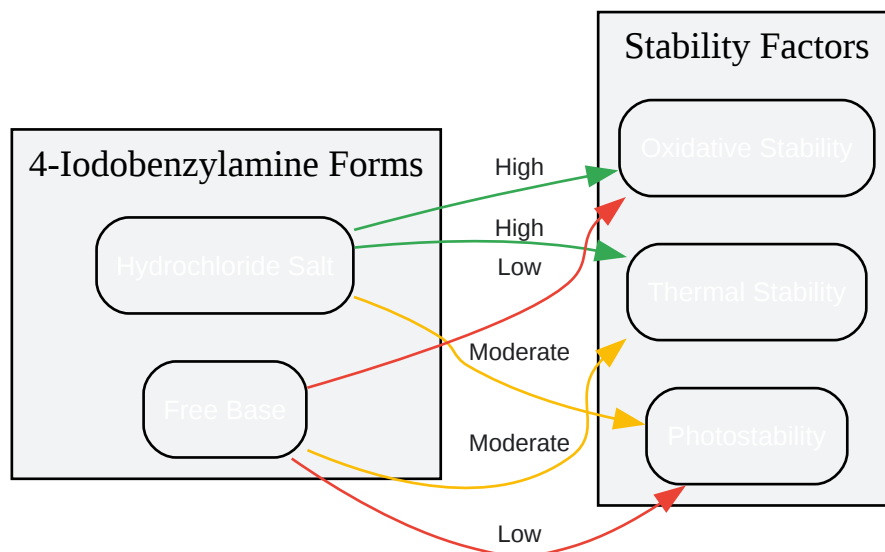 Stability Factors
Oxidative Stability
4-Iodobenzylamine Forms
High
High
Hydrochloride Salt
Low
Thermal Stability
Moderate
Free Base
Photostability
Moderate
Low